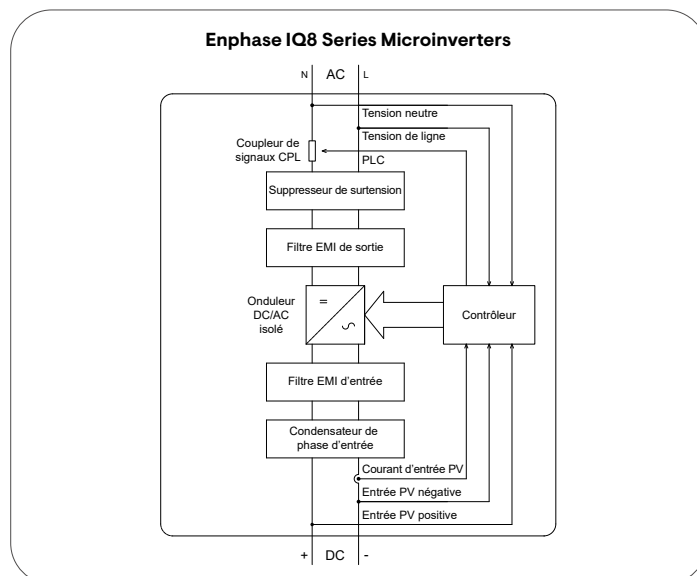 Enphase IQ8 Series Microinverters
N AC L
Tension neutre
Tension de ligne
Coupleur de
signaux CPL
PLC
Suppresseur de surtension
Filtre EMI de sortie
Onduleur
DC/AC
isolé
=
Contrôleur
Filtre EMI d’entrée
Condensateur de
phase d’entrée
Courant d’entrée PV
Entrée PV négative
Entrée PV positive
+ DC -